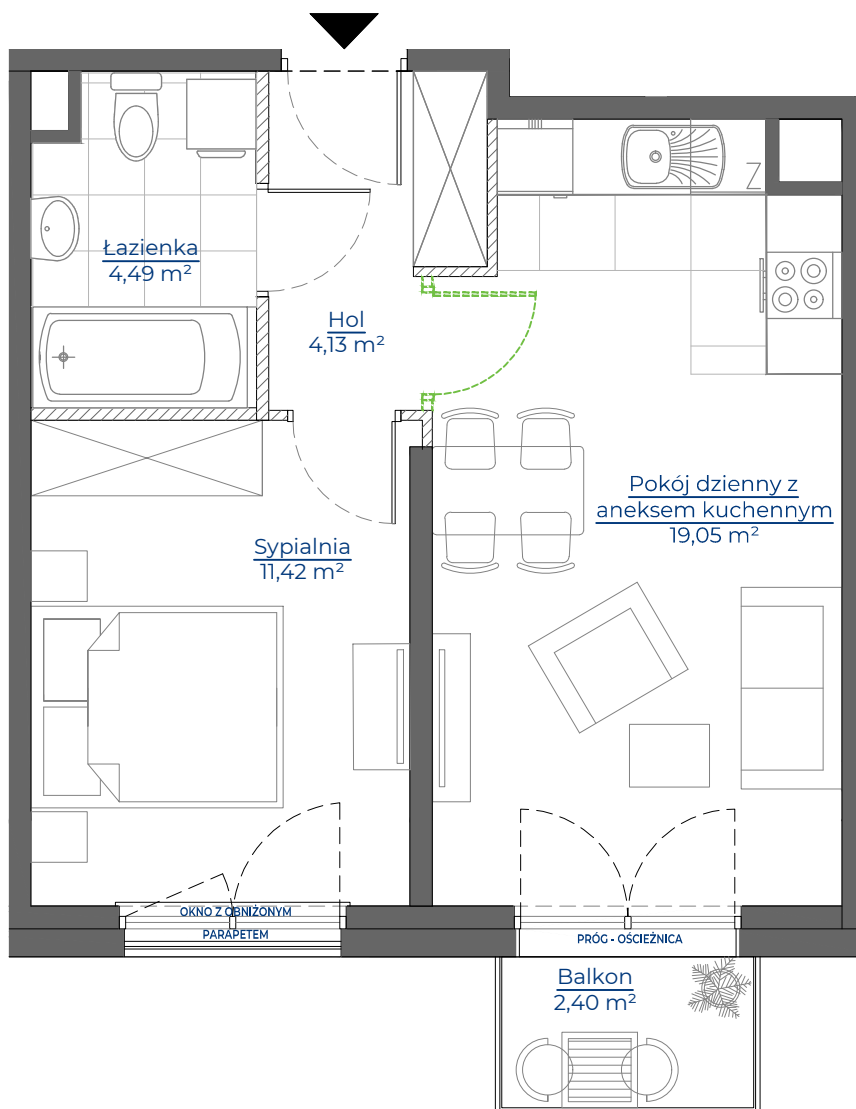 Łazienka
4,49 m²
Hol
4,13 m²
Z
Pokój dzienny z
aneksem kuchennym
19,05 m²
Sypialnia
11,42 m²
OKNO Z OBNIŻONYM
PARAPETEM
PRÓG - OŚCIEŻNICA
Balkon
2,40 m²